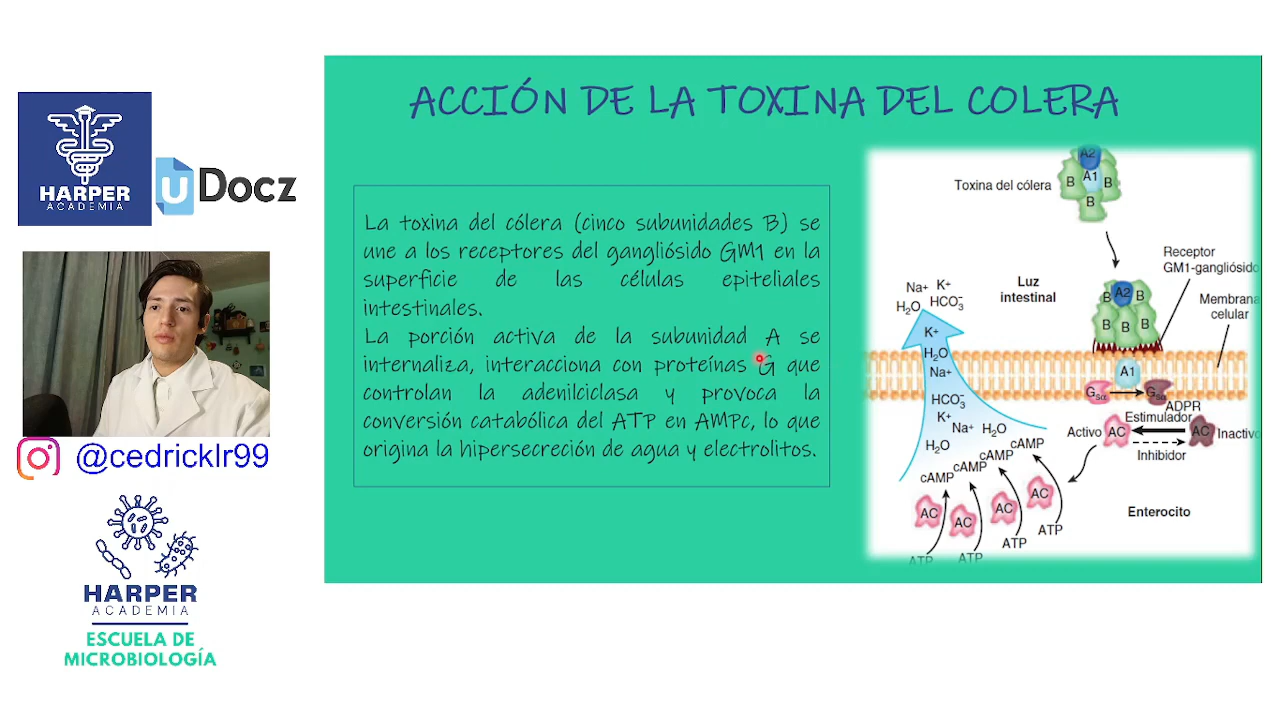 ACCIÓN DE LA TOXINA DEL COLERA
HARPER
ACADEMIA
U Docz
La toxina del cólera (cinco subunidades B) se
une a los receptores del gangliósido GM1 en la
superficie de las células epiteliales
intestinales.
La porción activa de la subunidad A se
internaliza, interacciona con proteínas G que
controlan la adenilciclasa y provoca la
conversión catabólica del ATP en AMPc, lo que
origina la hipersecreción de agua y electrolitos.
@cedricklr99
HARPER
ACADEMIA
ESCUELA DE
MICROBIOLOGÍA
A2
A1
B
B
B
Toxina del cólera
Receptor
GM1-gangliósido
Luz
intestinal
Membrana
celular
Na+ K+
H₂O HCO₃⁻
B A2 B
B B B
K+
H₂O
Na+
A1
HCO₃⁻
K+
Na+ H₂O
H₂O
Gsα
Gsα
ADPR
Estimulador
Activo AC
AC Inactivo
Inhibidor
cAMP
cAMP
cAMP
cAMP
AC
AC
AC
AC
ATP
ATP
ATP
ATP
Enterocito